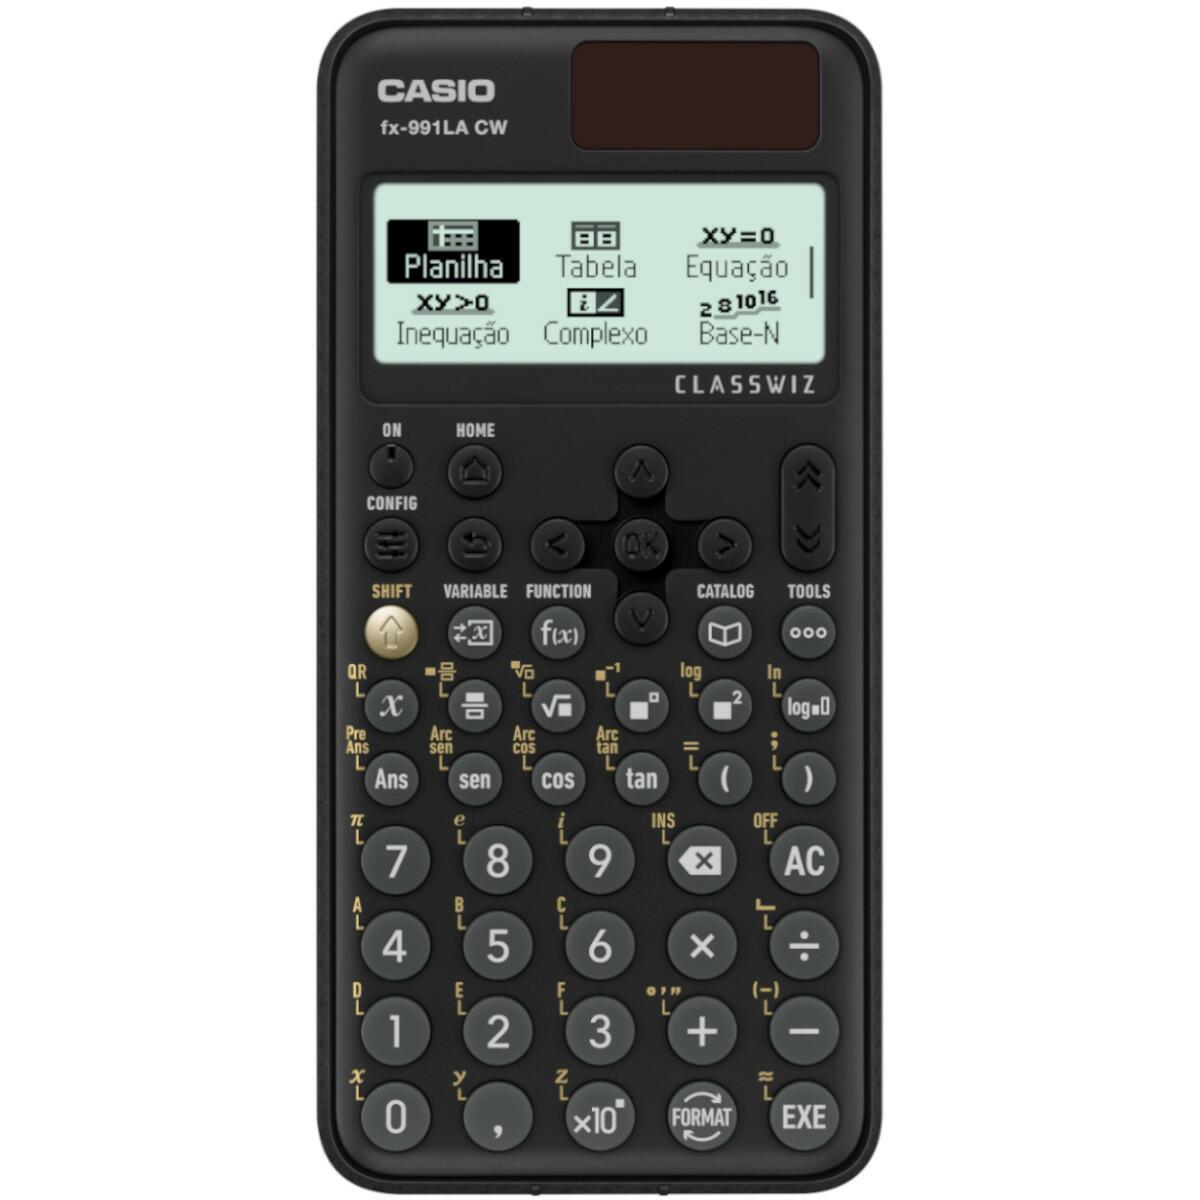 CASIO
fx-991LA CW
Planilha
Tabela
XY=0
Equação
XY>0
Inequação
i∠
Complexo
2 8 10 16
Base-N
CLASSWIZ
ON HOME
CONFIG
OK
SHIFT VARIABLE FUNCTION CATALOG TOOLS
x f(x)
QR ■√□ ■⁻¹ log ln
x √■ ■▫ ■² log■▯
Pre Ans Arc sen Arc cos Arc tan = ;
Ans sen cos tan ( )
π e i INS OFF
7 8 9 AC
A B C
4 5 6 × ÷
D E F ° ′ ″ (−)
1 2 3 + −
x y z ≈
0 , ×10■ FORMAT EXE